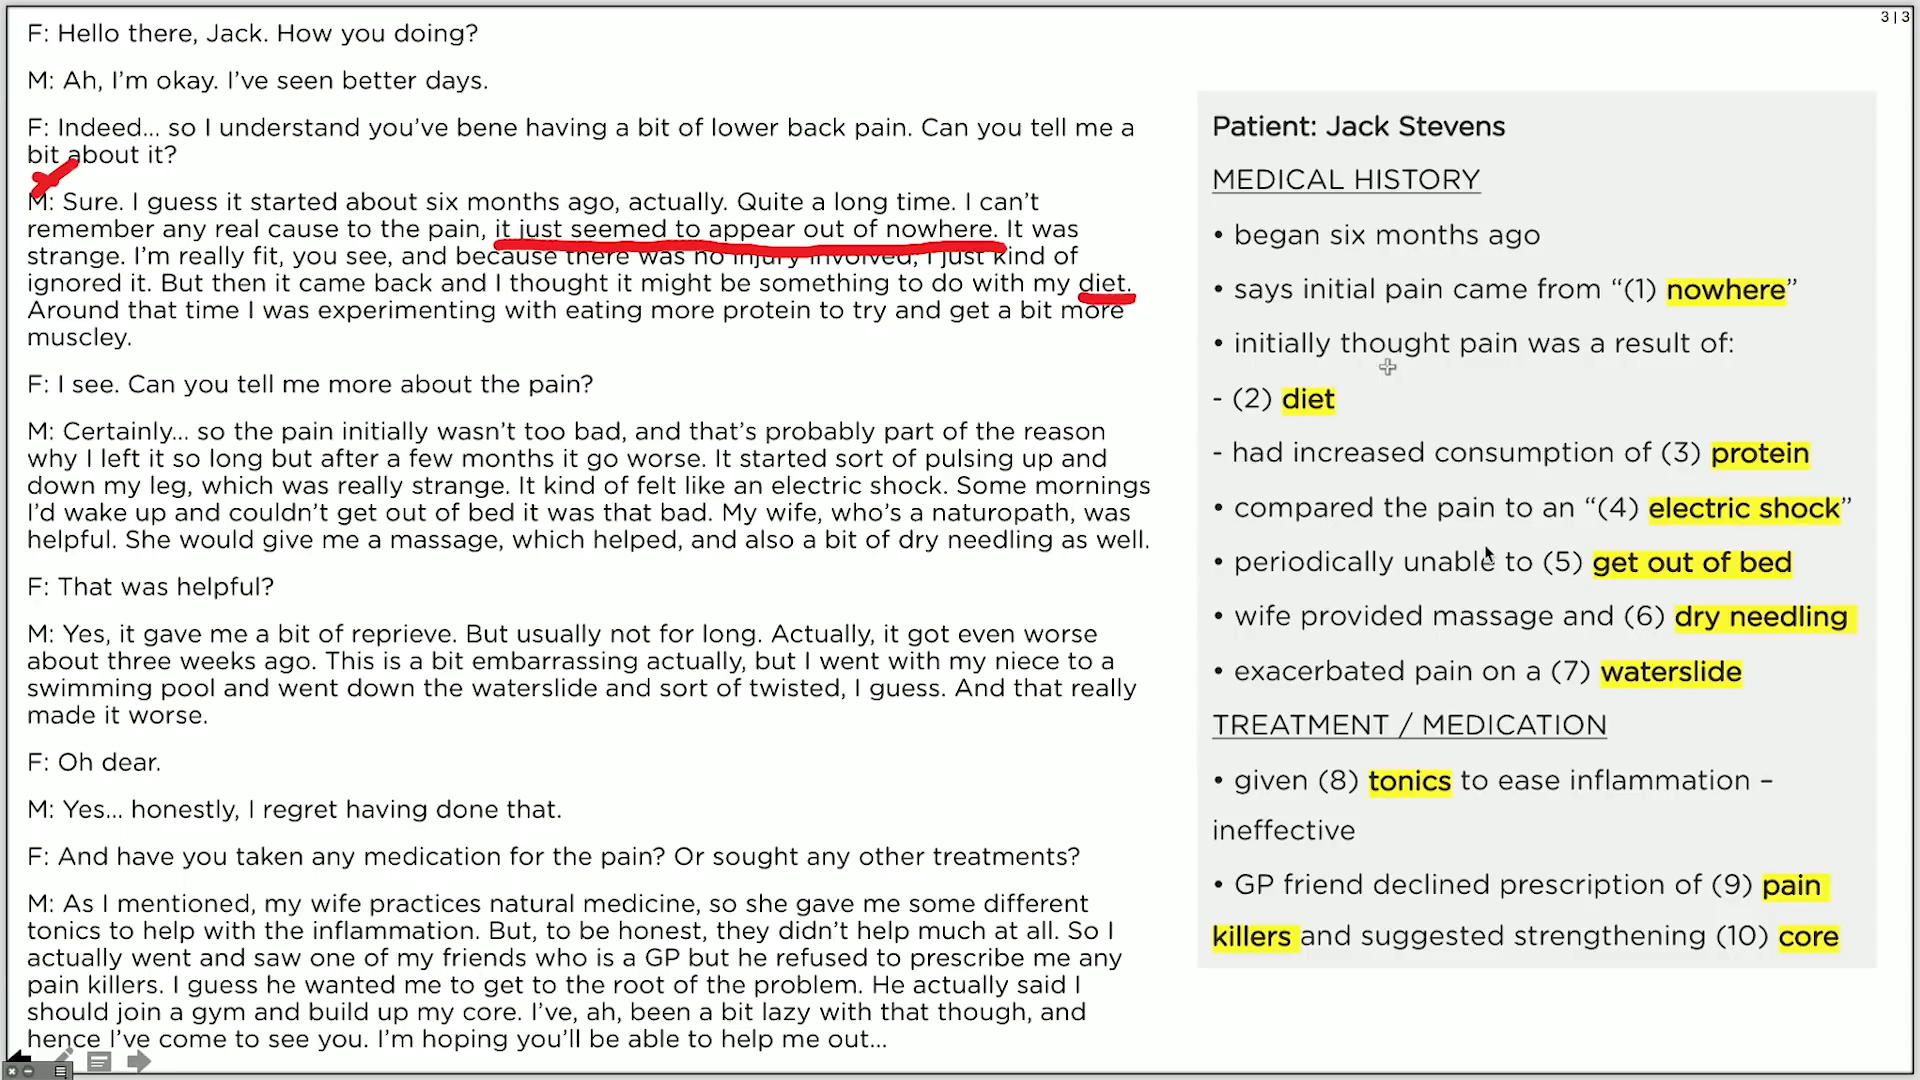 3 | 3
F: Hello there, Jack. How you doing?
M: Ah, I'm okay. I've seen better days.
F: Indeed... so I understand you've bene having a bit of lower back pain. Can you tell me a
bit about it?
M: Sure. I guess it started about six months ago, actually. Quite a long time. I can't
remember any real cause to the pain, it just seemed to appear out of nowhere. It was
strange. I'm really fit, you see, and because there was no injury involved, I just kind of
ignored it. But then it came back and I thought it might be something to do with my diet.
Around that time I was experimenting with eating more protein to try and get a bit more
muscley.
F: I see. Can you tell me more about the pain?
M: Certainly... so the pain initially wasn't too bad, and that's probably part of the reason
why I left it so long but after a few months it go worse. It started sort of pulsing up and
down my leg, which was really strange. It kind of felt like an electric shock. Some mornings
I'd wake up and couldn't get out of bed it was that bad. My wife, who's a naturopath, was
helpful. She would give me a massage, which helped, and also a bit of dry needling as well.
F: That was helpful?
M: Yes, it gave me a bit of reprieve. But usually not for long. Actually, it got even worse
about three weeks ago. This is a bit embarrassing actually, but I went with my niece to a
swimming pool and went down the waterslide and sort of twisted, I guess. And that really
made it worse.
F: Oh dear.
M: Yes... honestly, I regret having done that.
F: And have you taken any medication for the pain? Or sought any other treatments?
M: As I mentioned, my wife practices natural medicine, so she gave me some different
tonics to help with the inflammation. But, to be honest, they didn't help much at all. So I
actually went and saw one of my friends who is a GP but he refused to prescribe me any
pain killers. I guess he wanted me to get to the root of the problem. He actually said I
should join a gym and build up my core. I've, ah, been a bit lazy with that though, and
hence I've come to see you. I'm hoping you'll be able to help me out...
Patient: Jack Stevens
MEDICAL HISTORY
• began six months ago
• says initial pain came from “(1) nowhere”
• initially thought pain was a result of:
- (2) diet
- had increased consumption of (3) protein
• compared the pain to an “(4) electric shock”
• periodically unable to (5) get out of bed
• wife provided massage and (6) dry needling
• exacerbated pain on a (7) waterslide
TREATMENT / MEDICATION
• given (8) tonics to ease inflammation –
ineffective
• GP friend declined prescription of (9) pain
killers and suggested strengthening (10) core